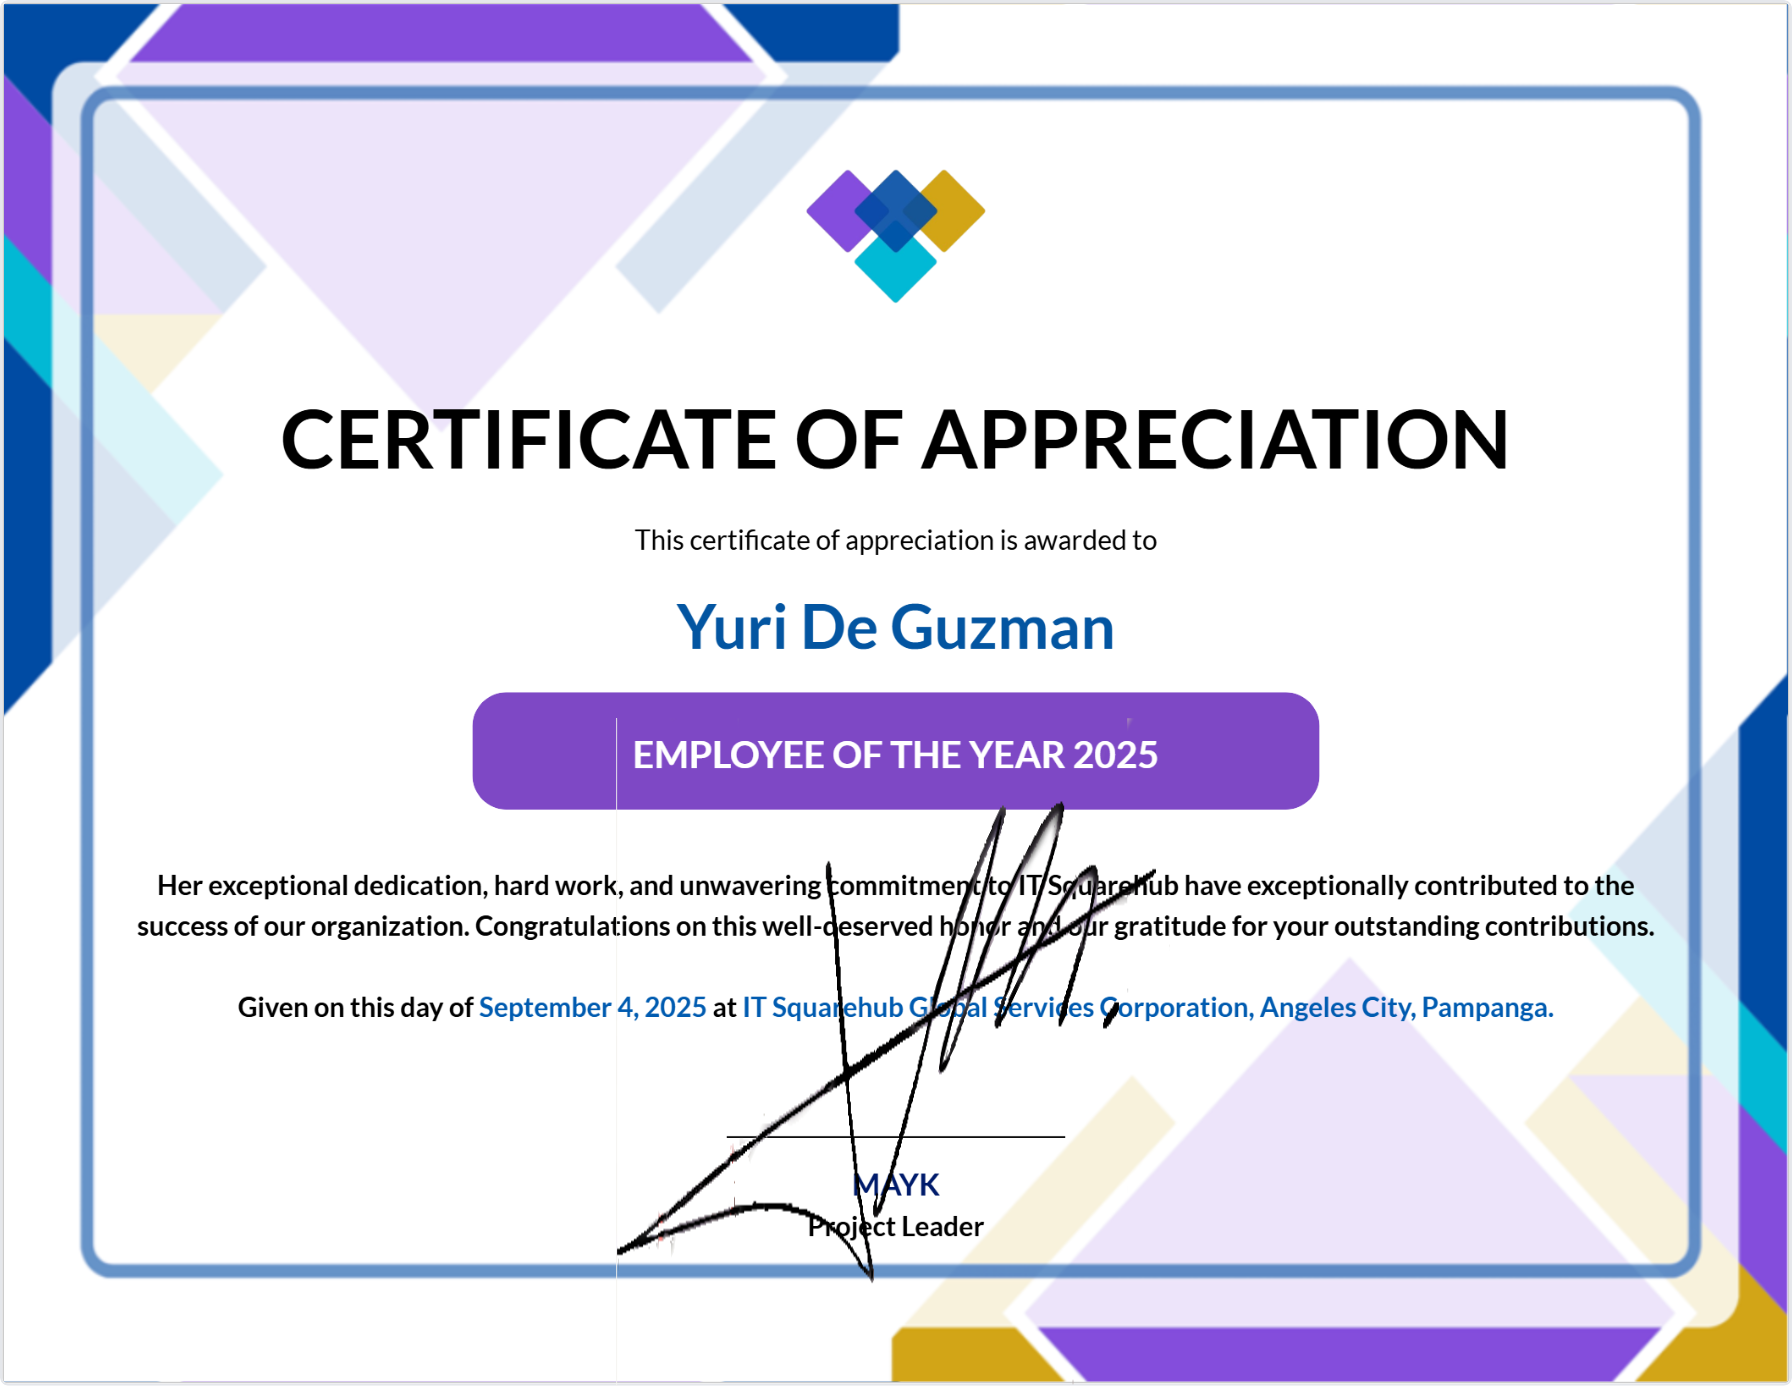 CERTIFICATE OF APPRECIATION
This certificate of appreciation is awarded to
Yuri De Guzman
EMPLOYEE OF THE YEAR 2025
Her exceptional dedication, hard work, and unwavering commitment to IT Squarehub have exceptionally contributed to the
success of our organization. Congratulations on this well-deserved honor and our gratitude for your outstanding contributions.
Given on this day of September 4, 2025 at IT Squarehub Global Services Corporation, Angeles City, Pampanga.
MAYK
Project Leader